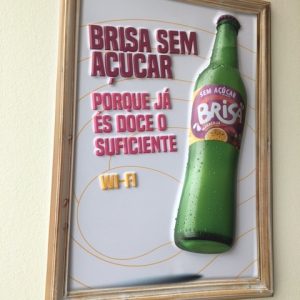 BRISA SEM
AÇUCAR
PORQUE JÁ
ÉS DOCE O
SUFICIENTE
WI-FI
SEM AÇÚCAR
BRISA